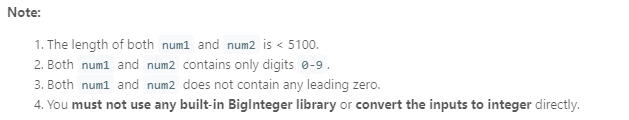 Note:
1. The length of both num1 and num2 is < 5100.
2. Both num1 and num2 contains only digits 0-9.
3. Both num1 and num2 does not contain any leading zero.
4. You must not use any built-in BigInteger library or convert the inputs to integer directly.